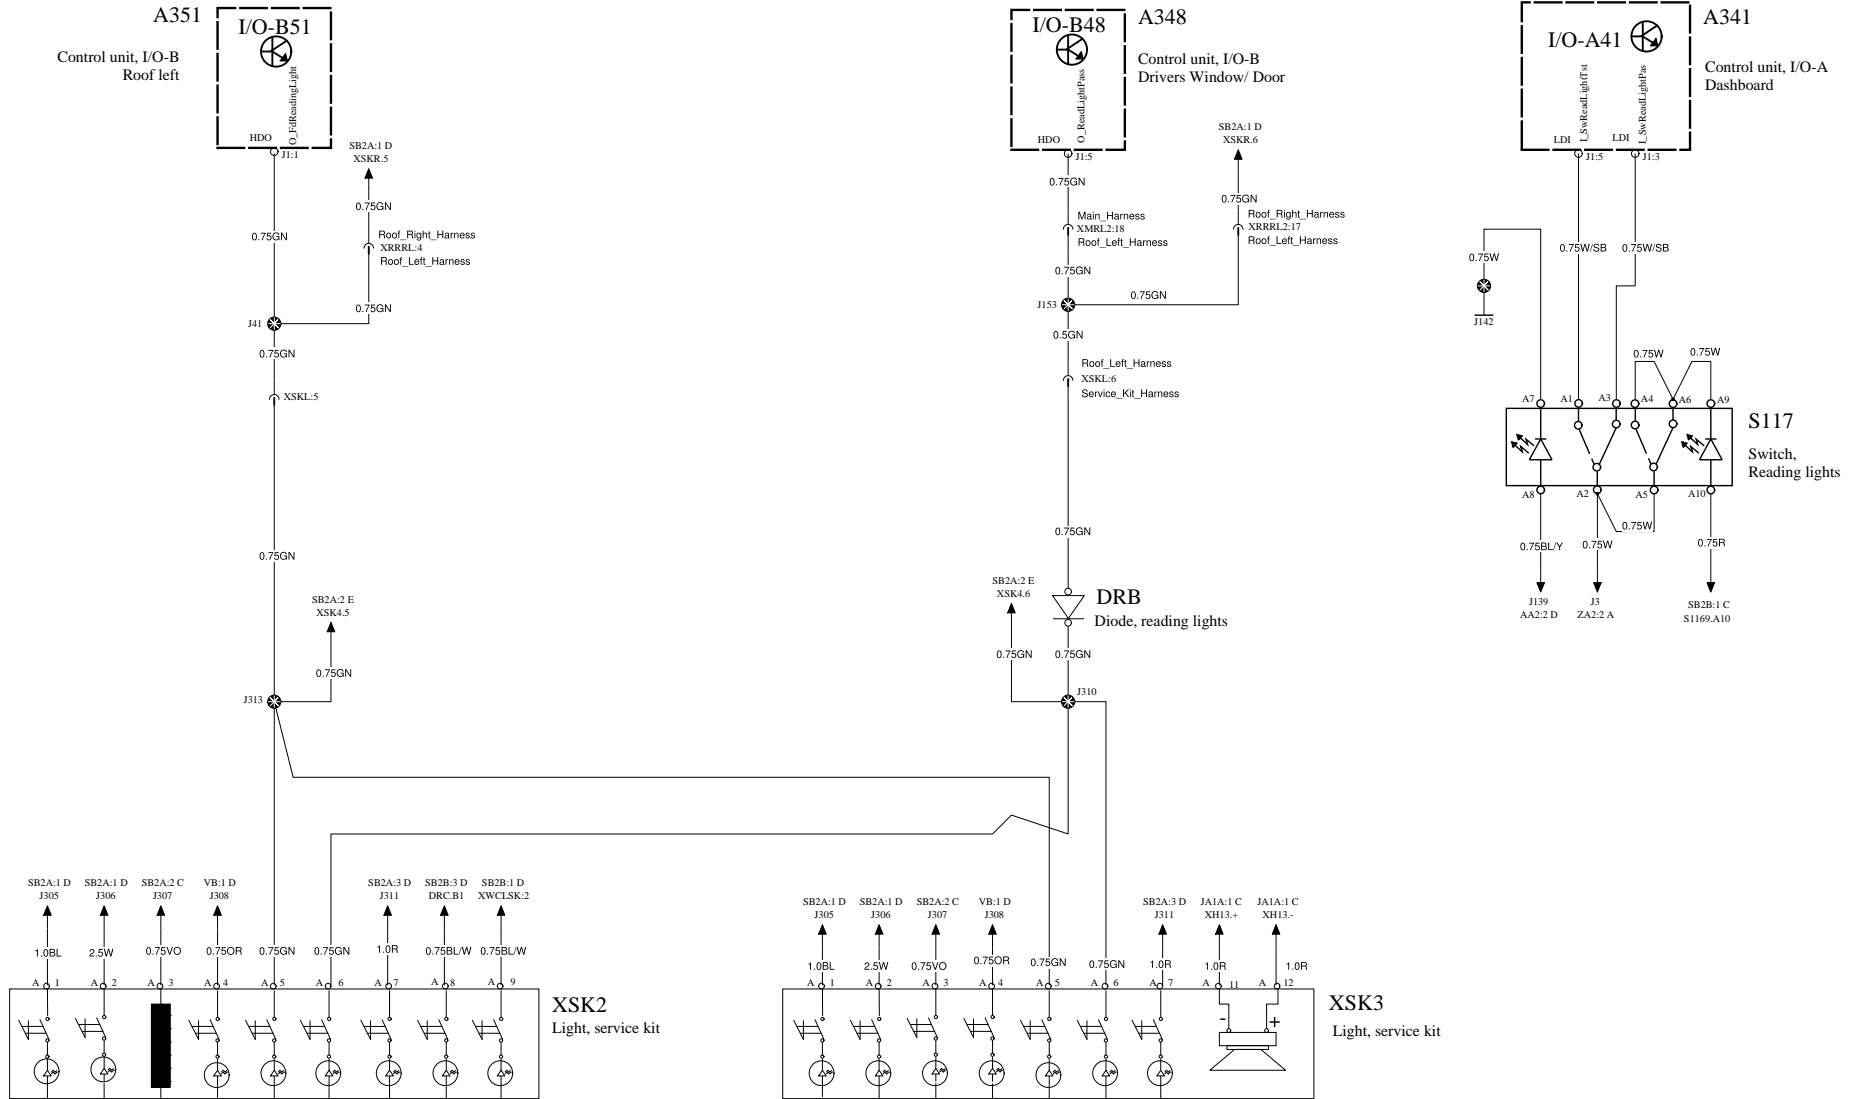 A351
I/O-B51
Control unit, I/O-B
Roof left
O_FdReadingLight
HDO
J1:1
SB2A:1 D
XSKR.5
0.75GN
0.75GN
Roof_Right_Harness
XRRRL:4
Roof_Left_Harness
0.75GN
J41
0.75GN
XSKL:5
0.75GN
SB2A:2 E
XSK4.5
0.75GN
J313
I/O-B48
A348
Control unit, I/O-B
Drivers Window/ Door
O_ReadLightPass
HDO
J1:5
SB2A:1 D
XSKR.6
0.75GN
0.75GN
Main_Harness
XMRL2:18
Roof_Left_Harness
Roof_Right_Harness
XRRRL2:17
Roof_Left_Harness
0.75GN
0.75GN
J153
0.5GN
Roof_Left_Harness
XSKL:6
Service_Kit_Harness
0.75GN
SB2A:2 E
XSK4.6
DRB
Diode, reading lights
0.75GN
0.75GN
J310
A341
I/O-A41
Control unit, I/O-A
Dashboard
I_SwReadLightTst
I_SwReadLightPas
LDI
LDI
J1:5
J1:3
0.75W
0.75W/SB
0.75W/SB
J142
0.75W
0.75W
A7
A1
A3
A4
A6
A9
S117
Switch,
Reading lights
A8
A2
A5
A10
0.75W
0.75BL/Y
0.75W
0.75R
J139
AA2:2 D
J3
ZA2:2 A
SB2B:1 C
S1169.A10
SB2A:1 D
J305
SB2A:1 D
J306
SB2A:2 C
J307
VB:1 D
J308
SB2A:3 D
J311
SB2B:3 D
DRC.B1
SB2B:1 D
XWCLSK:2
1.0BL
2.5W
0.75VO
0.75OR
0.75GN
0.75GN
1.0R
0.75BL/W
0.75BL/W
A 1
A 2
A 3
A 4
A 5
A 6
A 7
A 8
A 9
XSK2
Light, service kit
SB2A:1 D
J305
SB2A:1 D
J306
SB2A:2 C
J307
VB:1 D
J308
SB2A:3 D
J311
JA1A:1 C
XH13.+
JA1A:1 C
XH13.-
1.0BL
2.5W
0.75VO
0.75OR
0.75GN
0.75GN
1.0R
1.0R
1.0R
A 1
A 2
A 3
A 4
A 5
A 6
A 7
A 11
A 12
- +
XSK3
Light, service kit